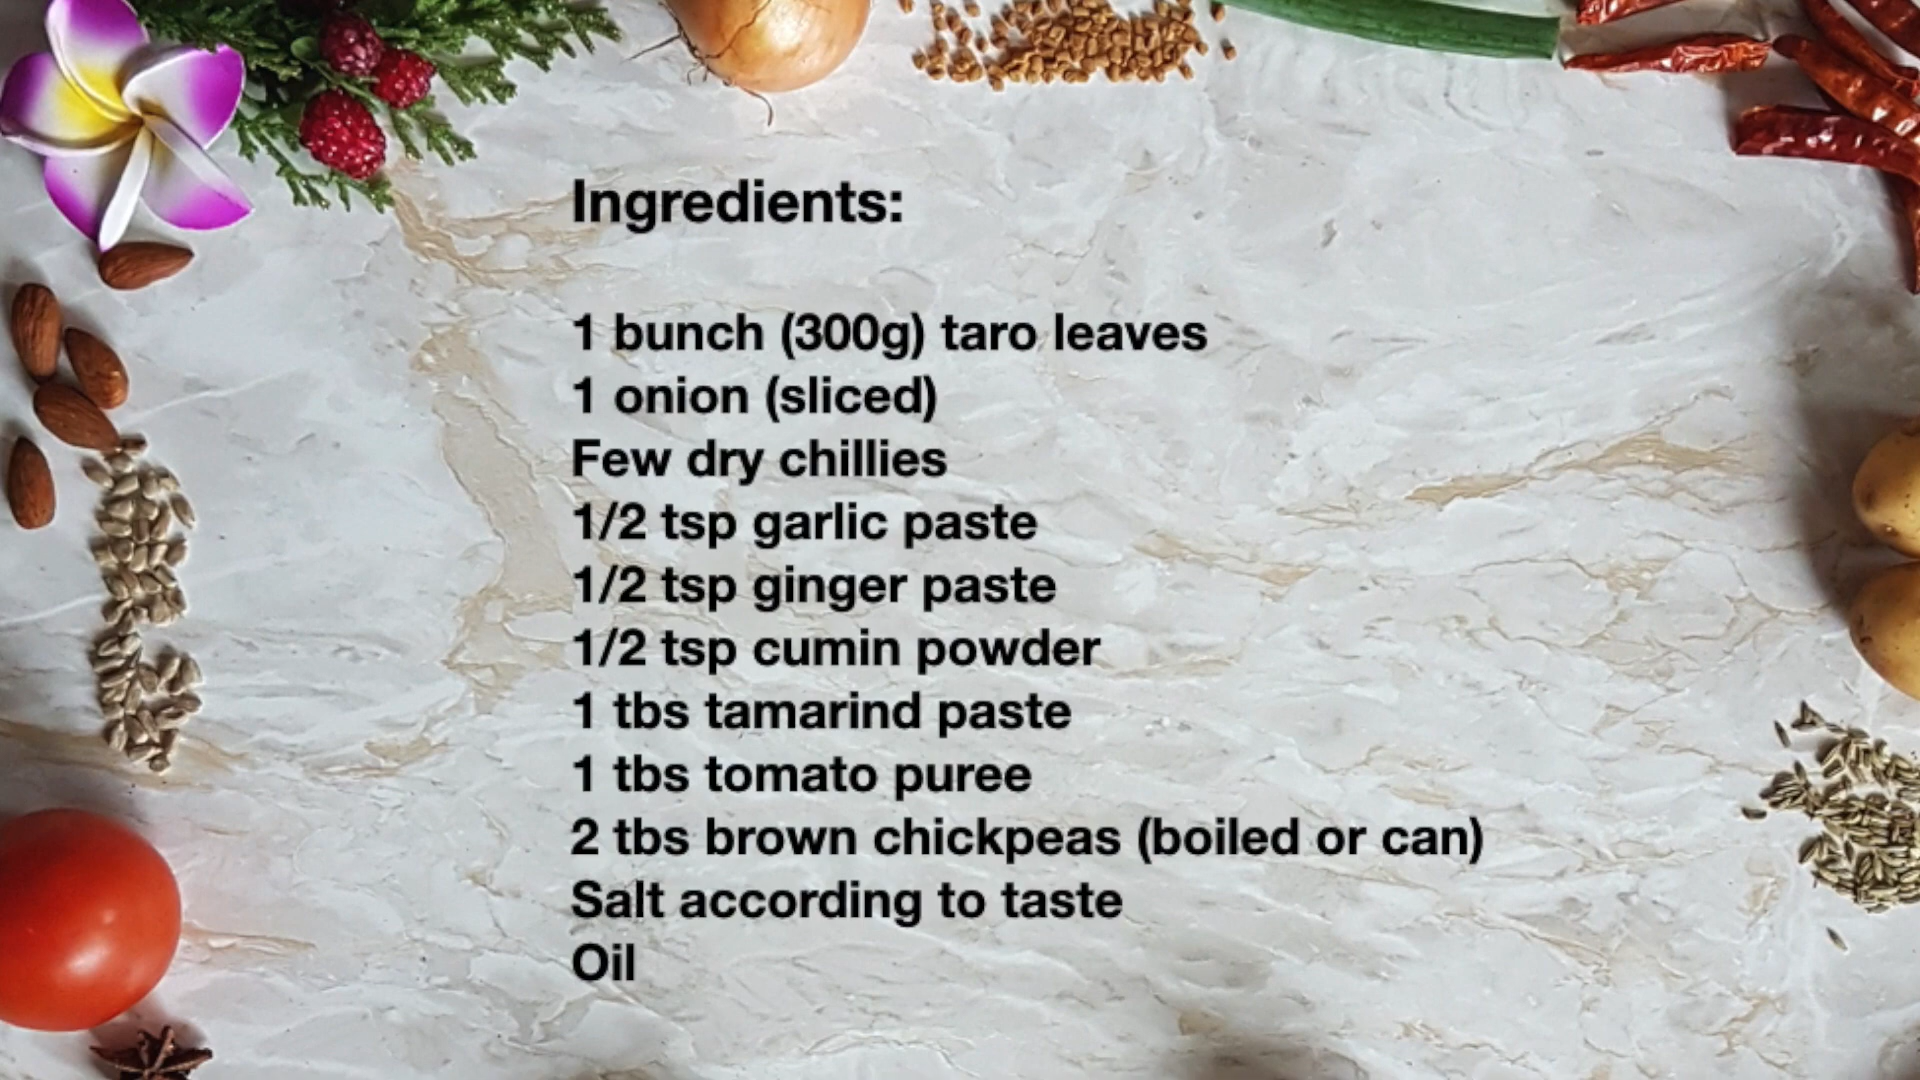 Ingredients:
1 bunch (300g) taro leaves
1 onion (sliced)
Few dry chillies
1/2 tsp garlic paste
1/2 tsp ginger paste
1/2 tsp cumin powder
1 tbs tamarind paste
1 tbs tomato puree
2 tbs brown chickpeas (boiled or can)
Salt according to taste
Oil